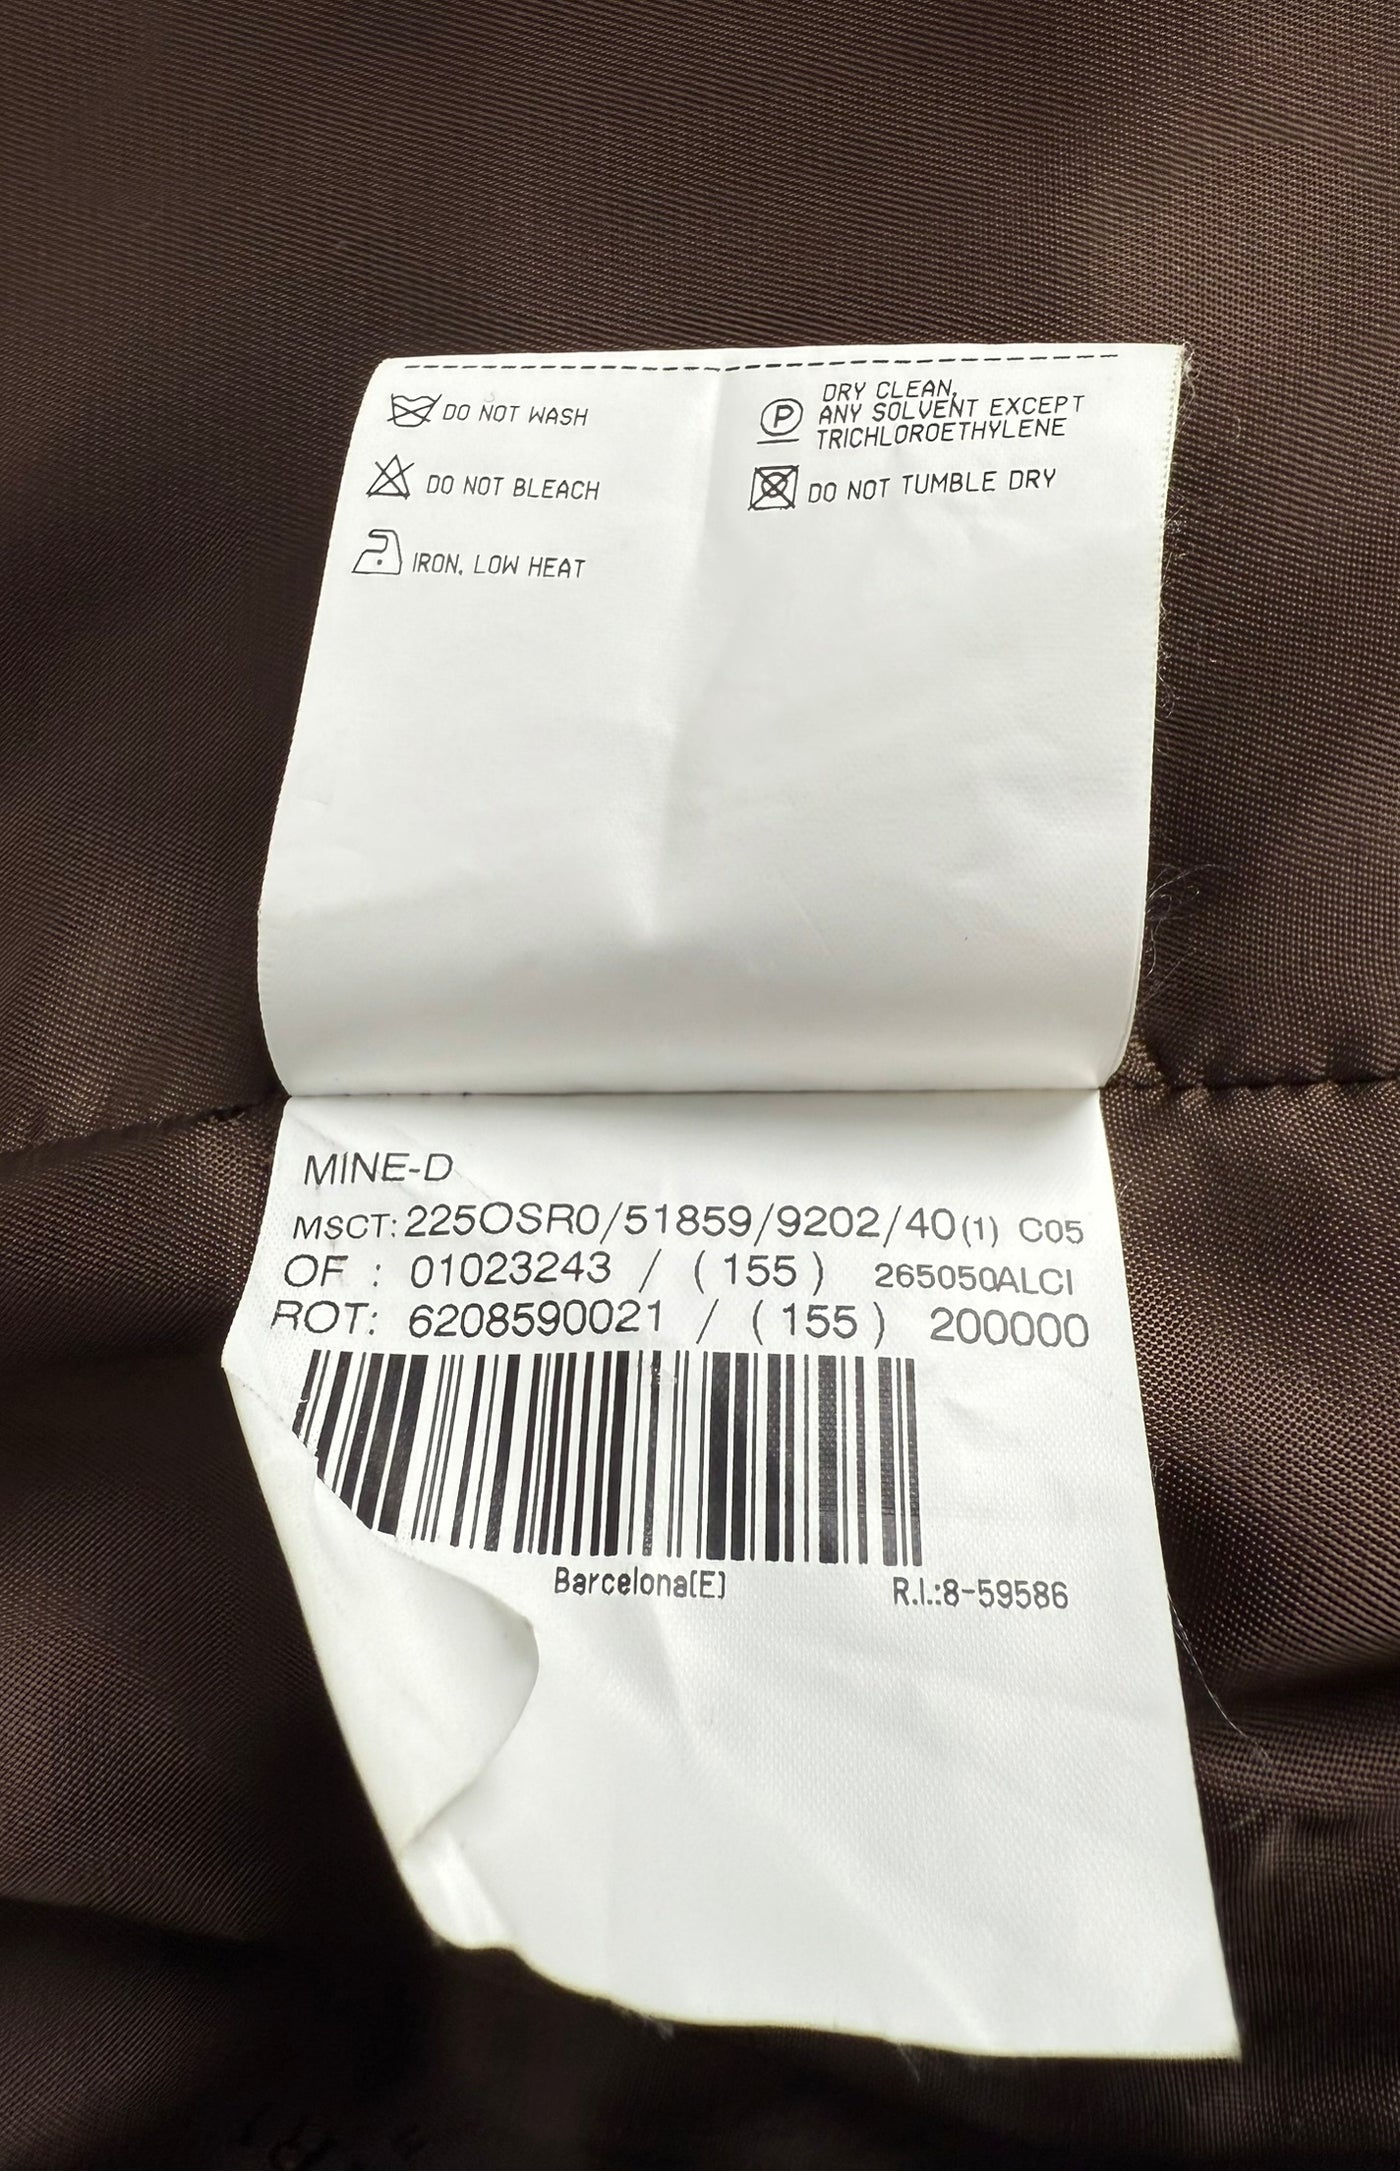 DO NOT WASH
DO NOT BLEACH
IRON, LOW HEAT
P
DRY CLEAN,
ANY SOLVENT EXCEPT
TRICHLOROETHYLENE
DO NOT TUMBLE DRY
MINE-D
MSCT: 225OSR0/51859/9202/40(1) C05
OF : 01023243 / (155) 265050ALCI
ROT: 6208590021 / (155) 200000
Barcelona(E) R.I.:8-59586